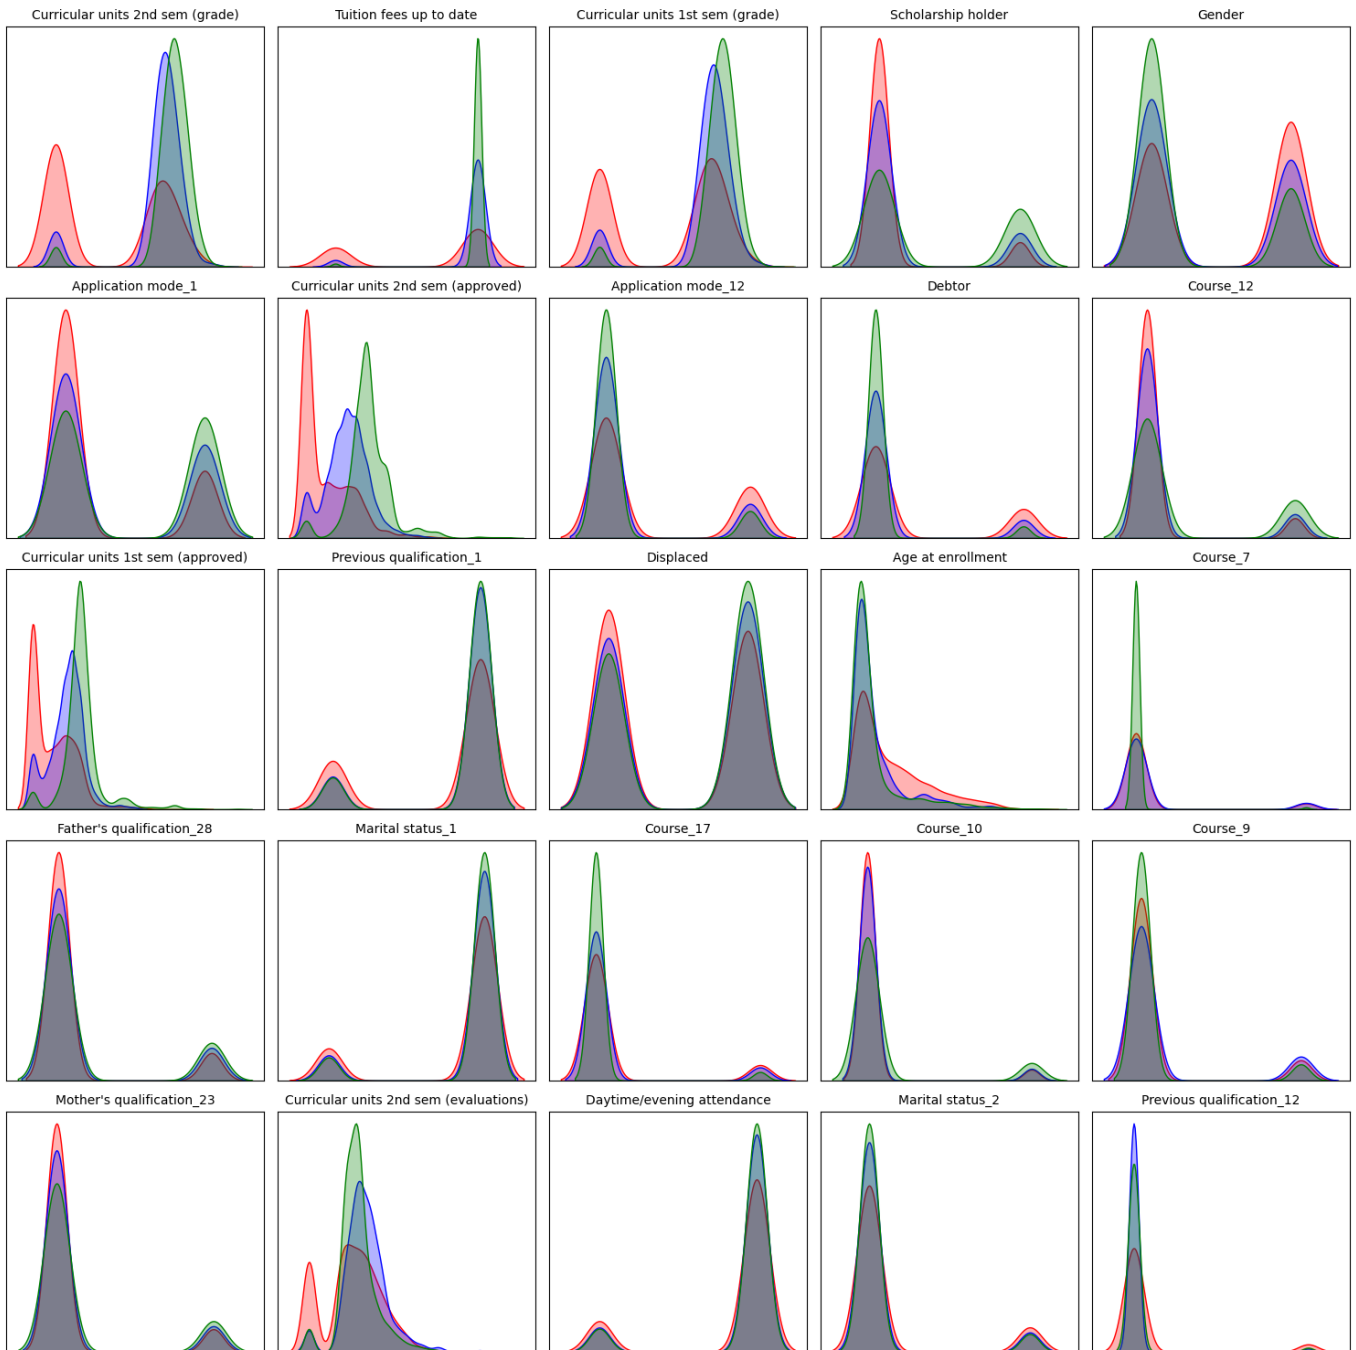 Curricular units 2nd sem (grade)
Tuition fees up to date
Curricular units 1st sem (grade)
Scholarship holder
Gender
Application mode_1
Curricular units 2nd sem (approved)
Application mode_12
Debtor
Course_12
Curricular units 1st sem (approved)
Previous qualification_1
Displaced
Age at enrollment
Course_7
Father's qualification_28
Marital status_1
Course_17
Course_10
Course_9
Mother's qualification_23
Curricular units 2nd sem (evaluations)
Daytime/evening attendance
Marital status_2
Previous qualification_12